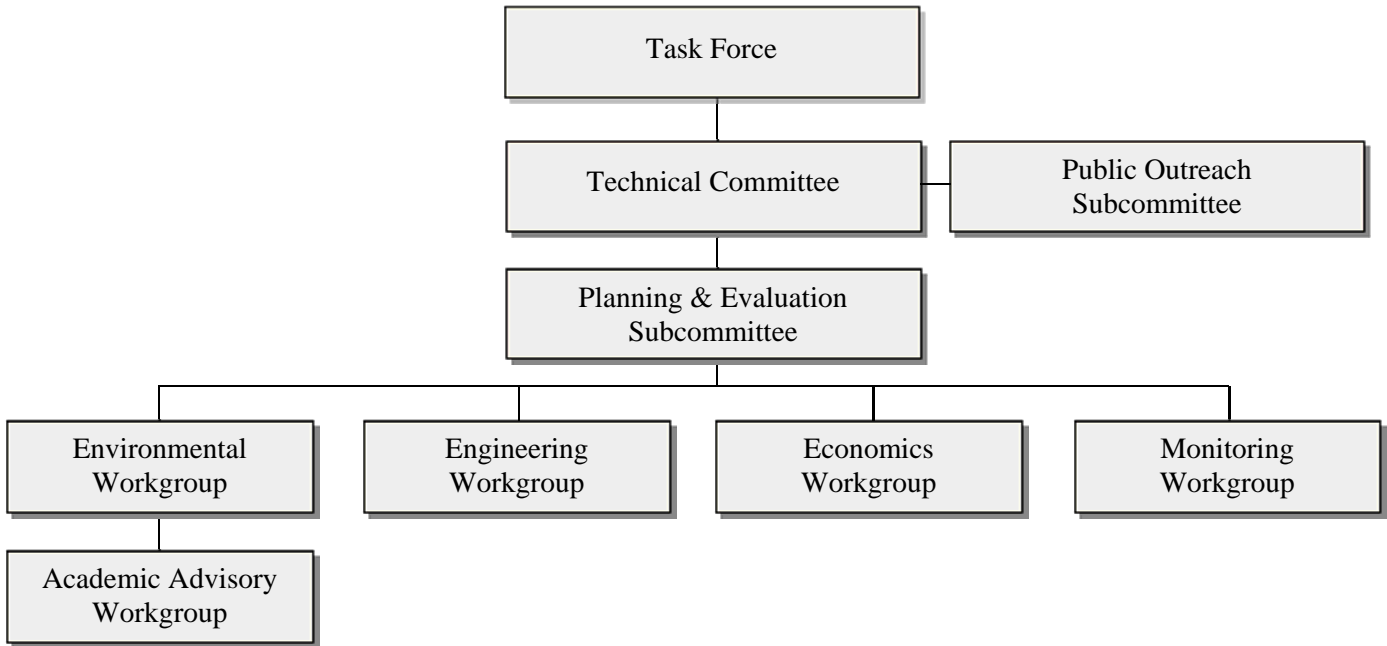 Task Force
Technical Committee
Public Outreach
Subcommittee
Planning & Evaluation
Subcommittee
Environmental
Workgroup
Engineering
Workgroup
Economics
Workgroup
Monitoring
Workgroup
Academic Advisory
Workgroup